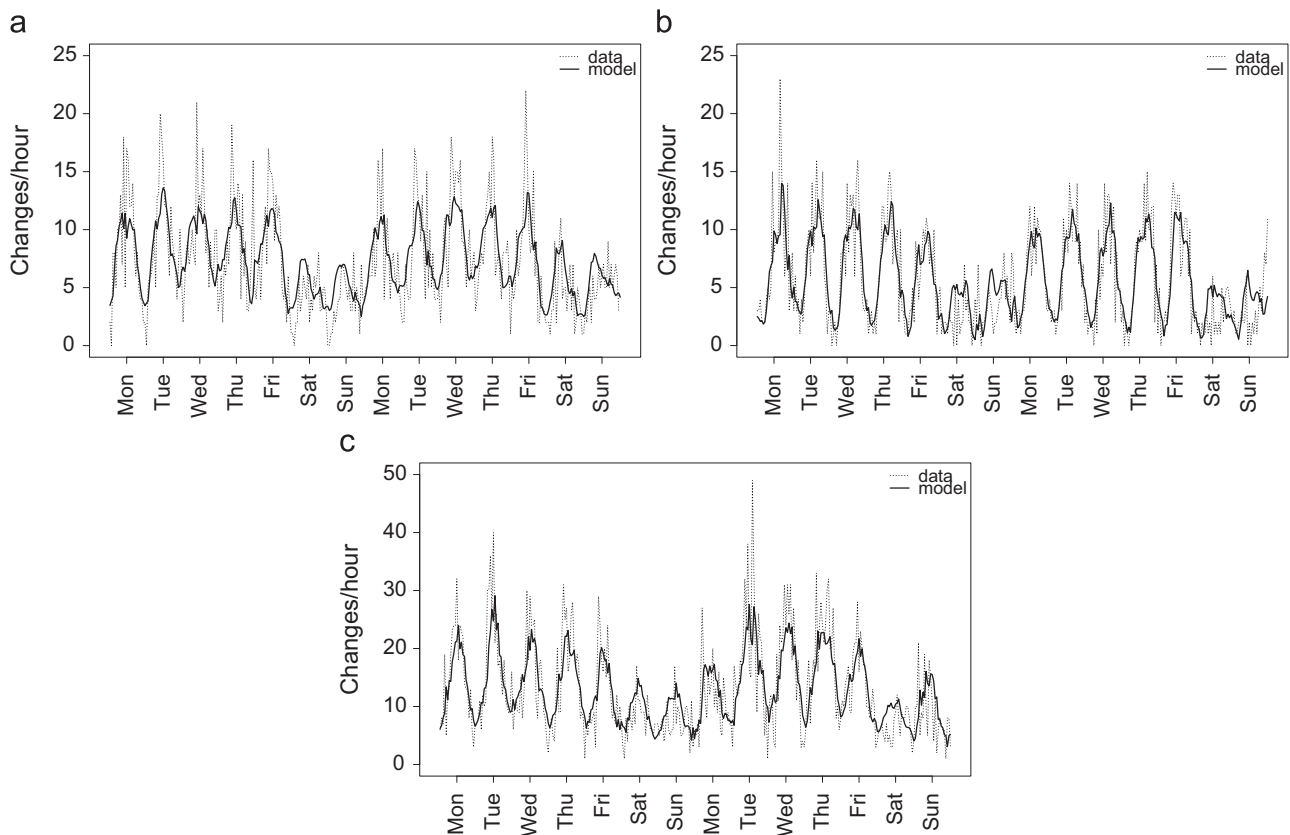 a
25
20
15
10
5
0
Changes/hour
data
model
Mon
Tue
Wed
Thu
Fri
Sat
Sun
Mon
Tue
Wed
Thu
Fri
Sat
Sun
b
25
20
15
10
5
0
Changes/hour
data
model
Mon
Tue
Wed
Thu
Fri
Sat
Sun
Mon
Tue
Wed
Thu
Fri
Sat
Sun
c
50
40
30
20
10
0
Changes/hour
data
model
Mon
Tue
Wed
Thu
Fri
Sat
Sun
Mon
Tue
Wed
Thu
Fri
Sat
Sun